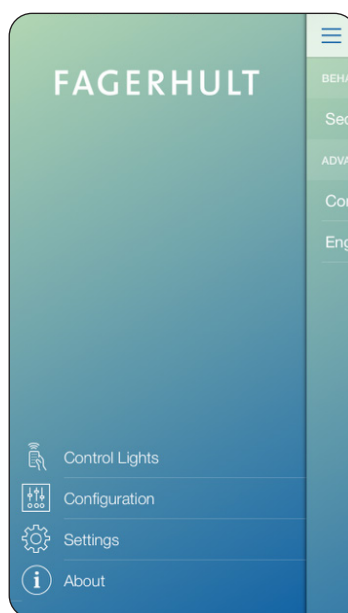 FAGERHULT
Control Lights
Configuration
Settings
About